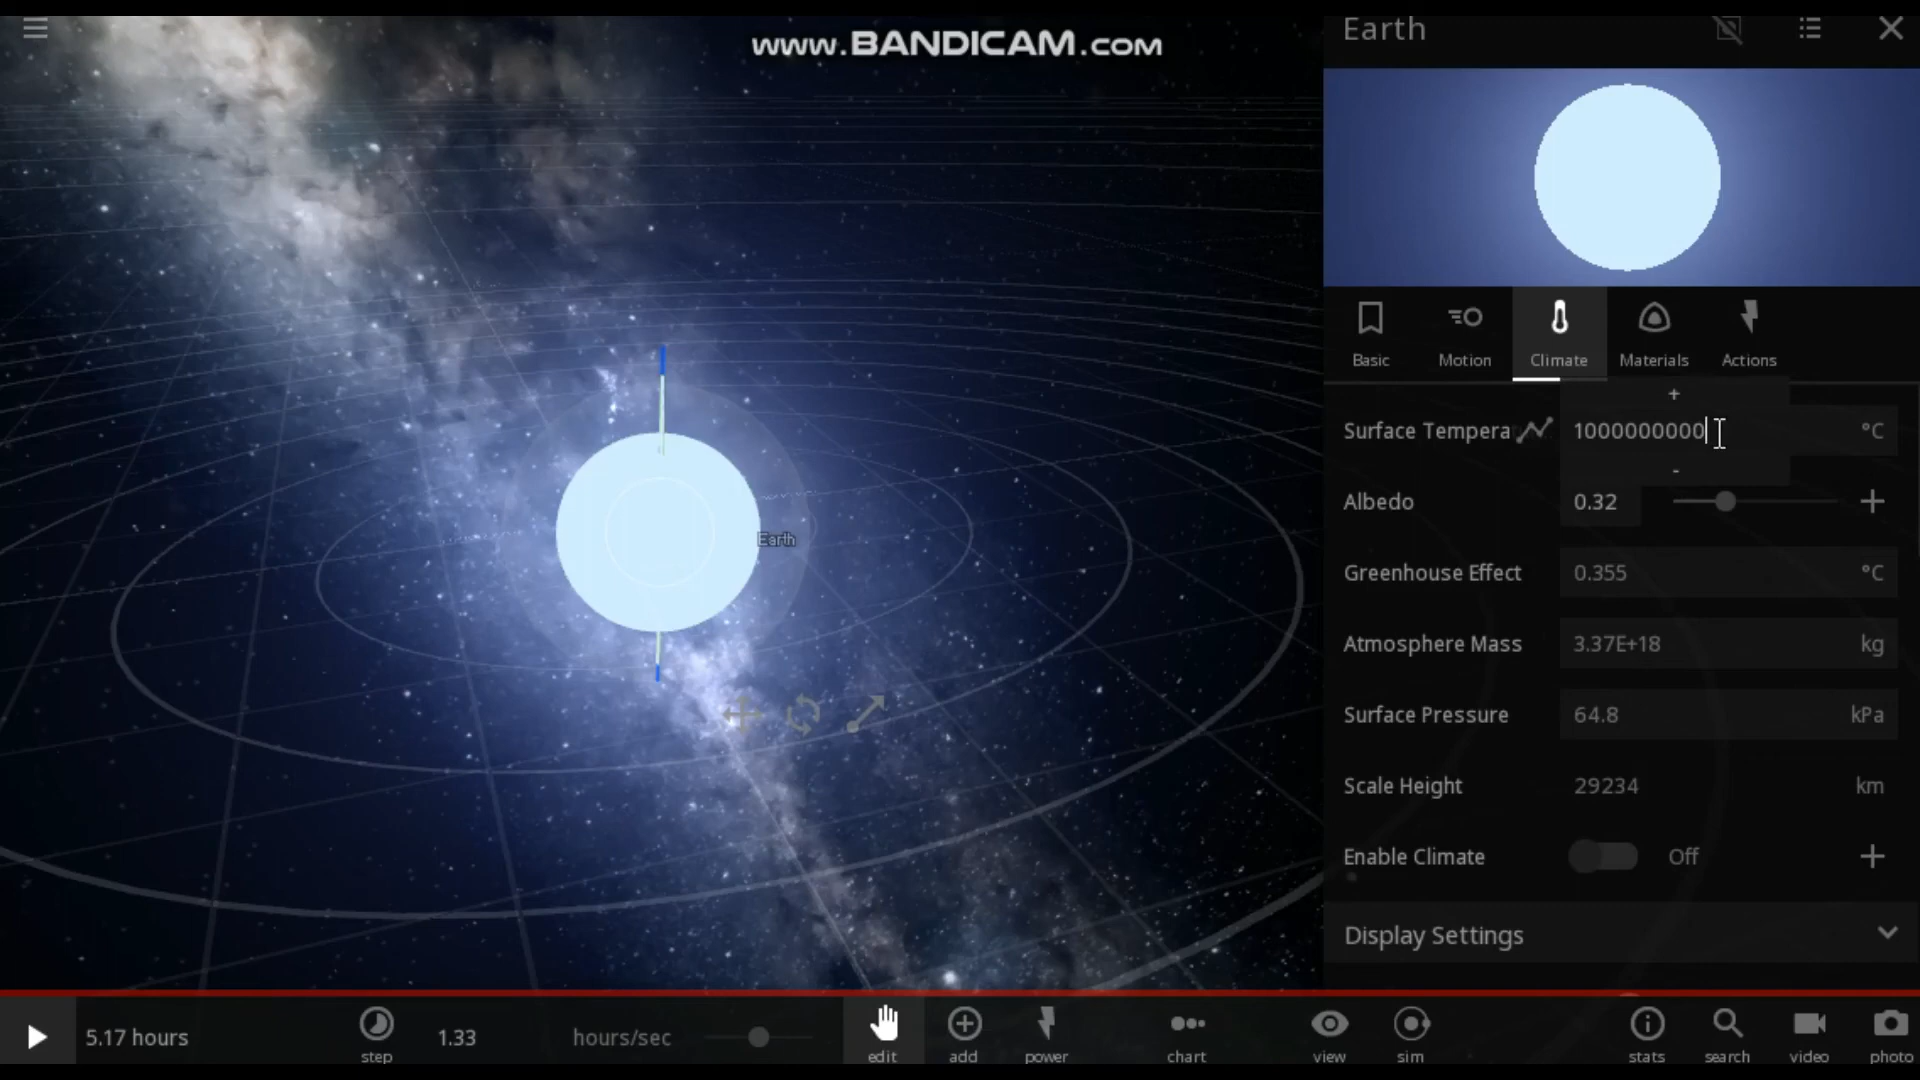 www.BANDICAM.com
Earth
Earth
Basic
Motion
Climate
Materials
Actions
+
Surface Tempera
1000000000
°C
-
Albedo
0.32
Greenhouse Effect
0.355
°C
Atmosphere Mass
3.37E+18
kg
Surface Pressure
64.8
kPa
Scale Height
29234
km
Enable Climate
Off
Display Settings
5.17 hours
step
1.33
hours/sec
edit
add
power
chart
view
sim
stats
search
video
photo